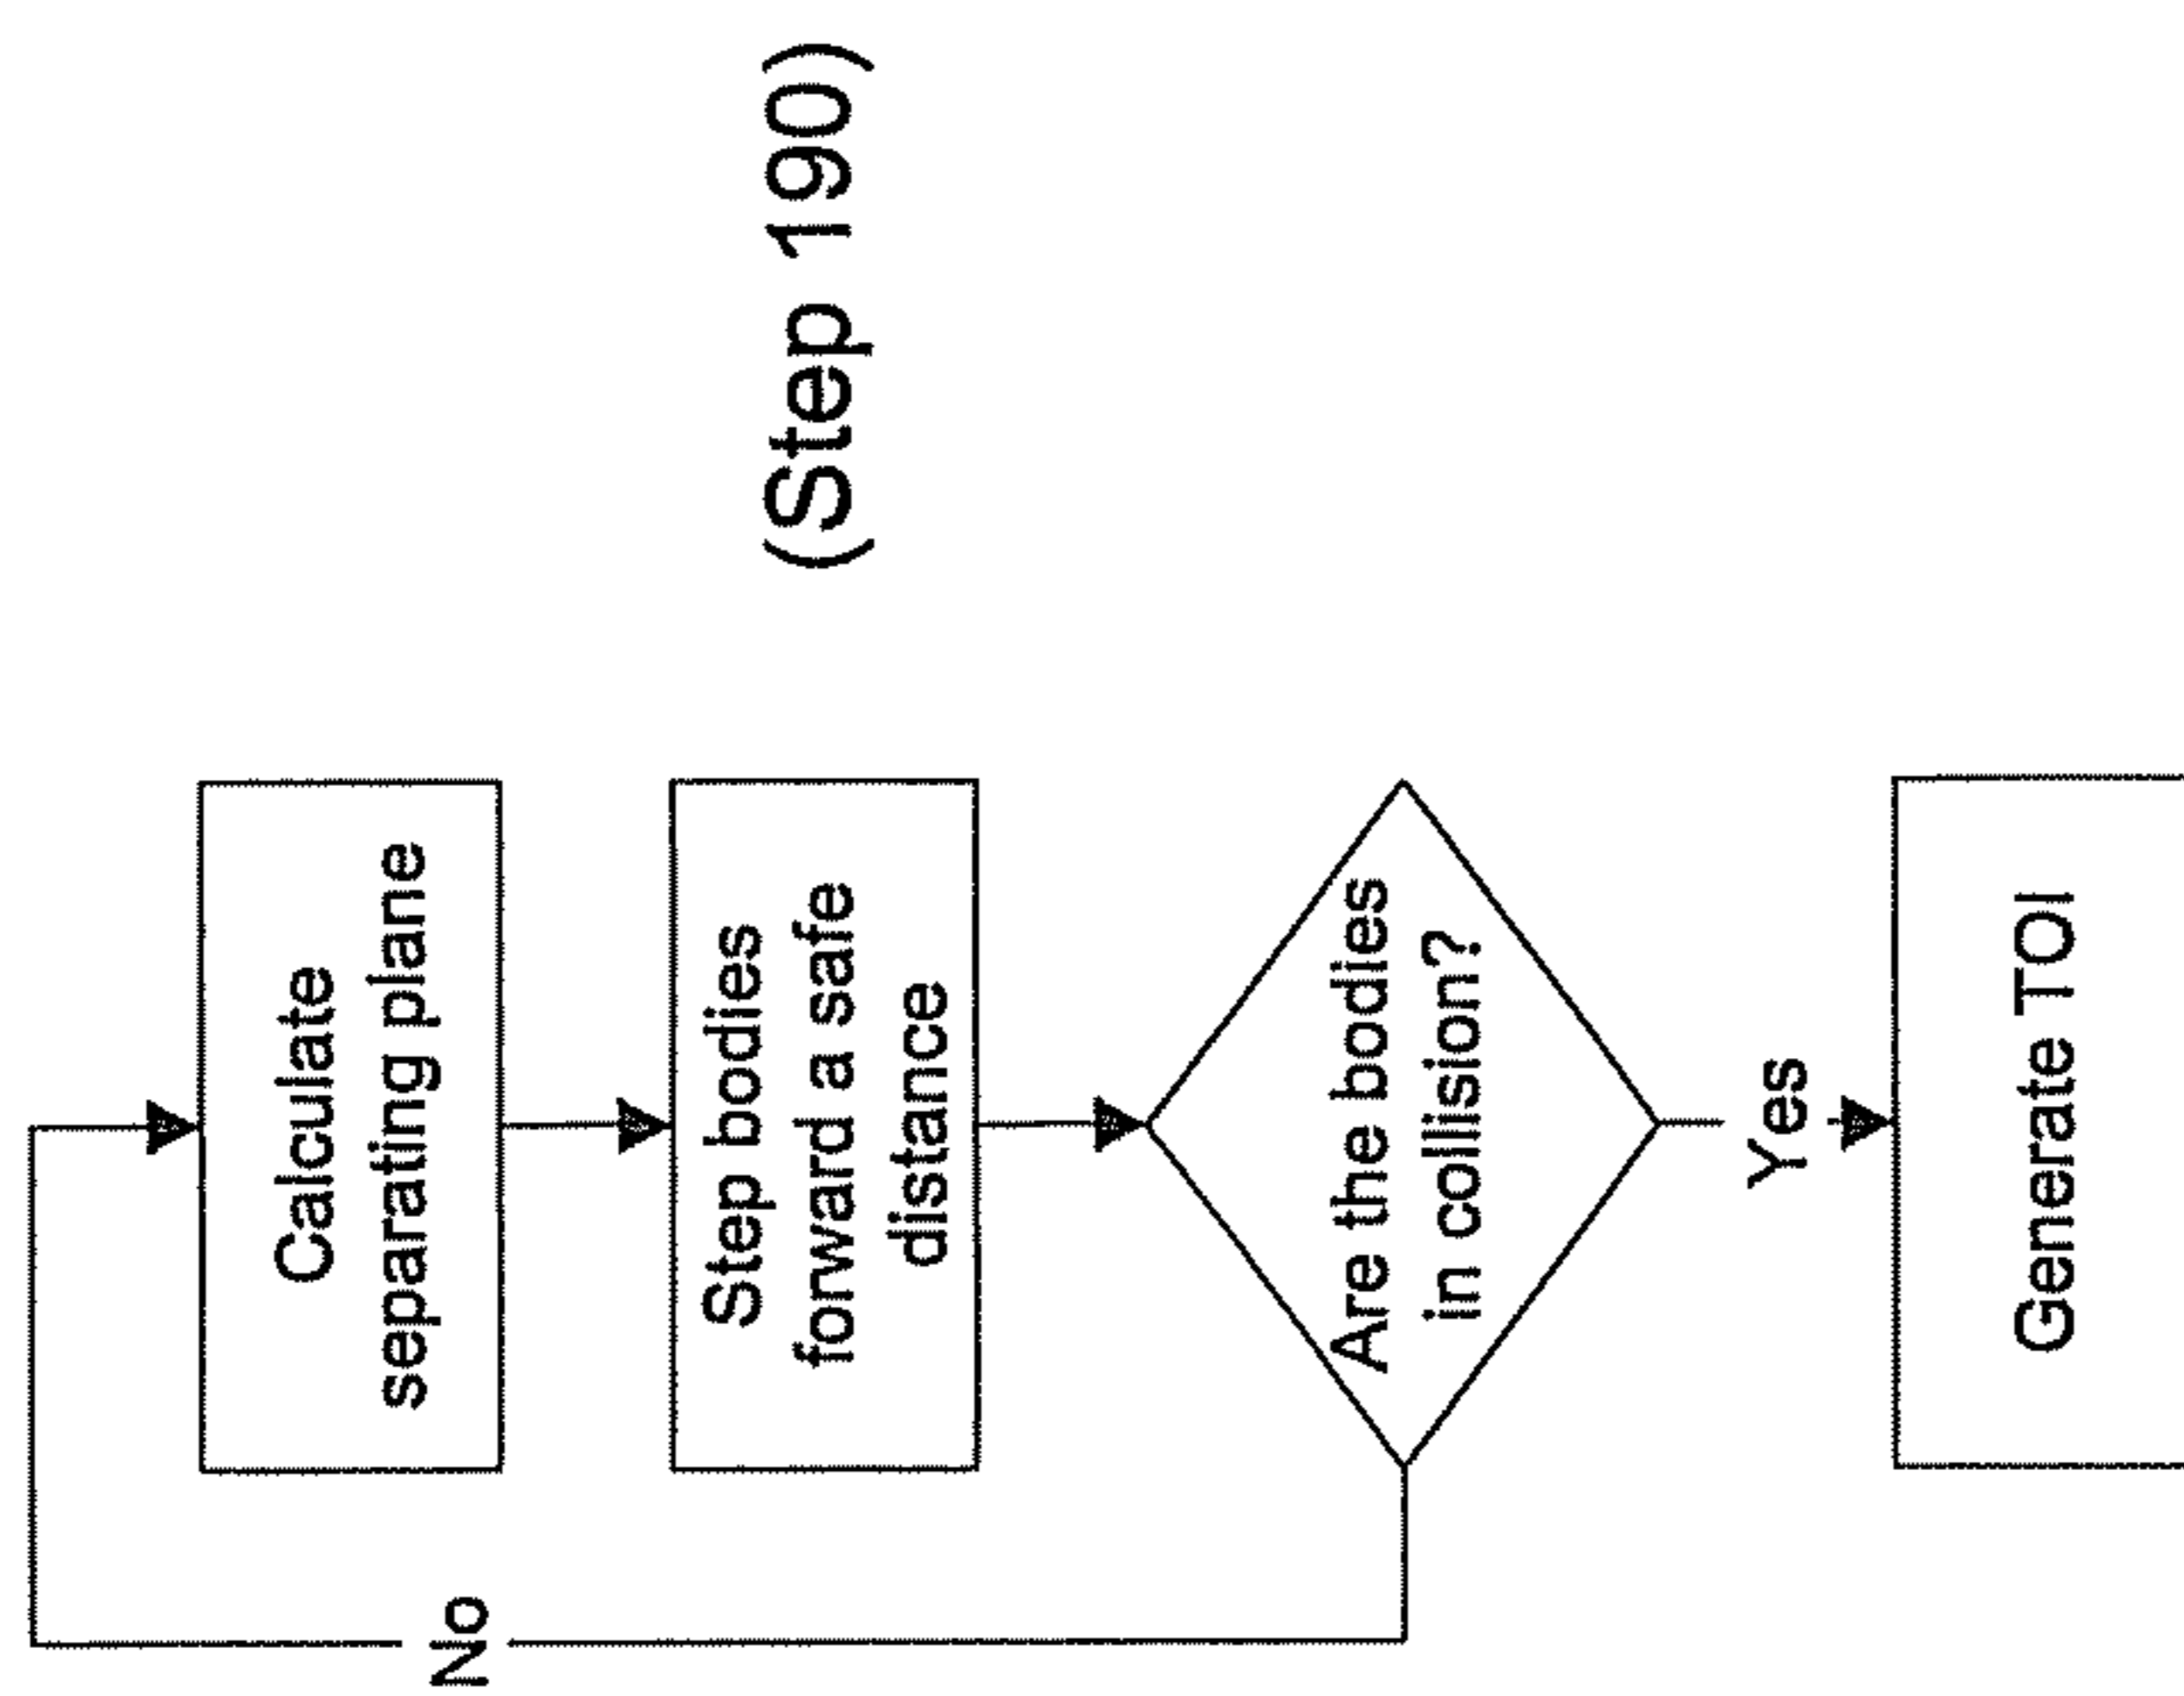 Calculate
separating plane
Step bodies
forward a safe
distance
Are the bodies
in collision?
No
Yes
Generate TOI
(Step 190)